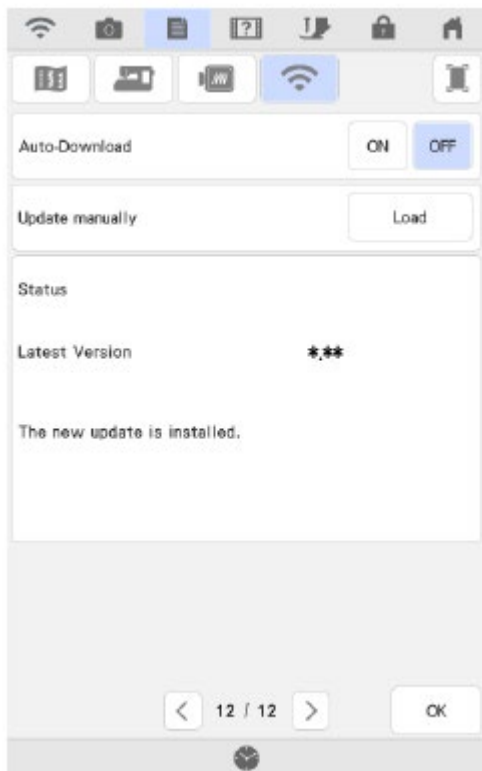 Auto-Download ON OFF
Update manually Load
Status
Latest Version *.**
The new update is installed.
< 12 / 12 >
OK